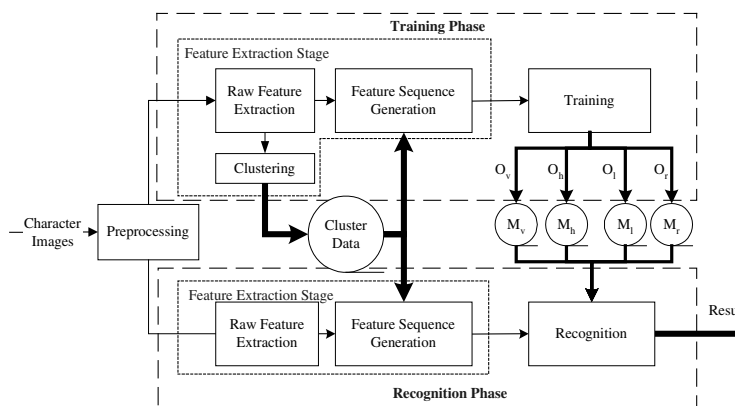 Training Phase
Feature Extraction Stage
Raw Feature
Extraction
Feature Sequence
Generation
Training
Clustering
O_v
O_h
O_l
O_r
Character
Images
Preprocessing
Cluster
Data
M_v
M_h
M_l
M_r
Feature Extraction Stage
Raw Feature
Extraction
Feature Sequence
Generation
Recognition
Resu
Recognition Phase